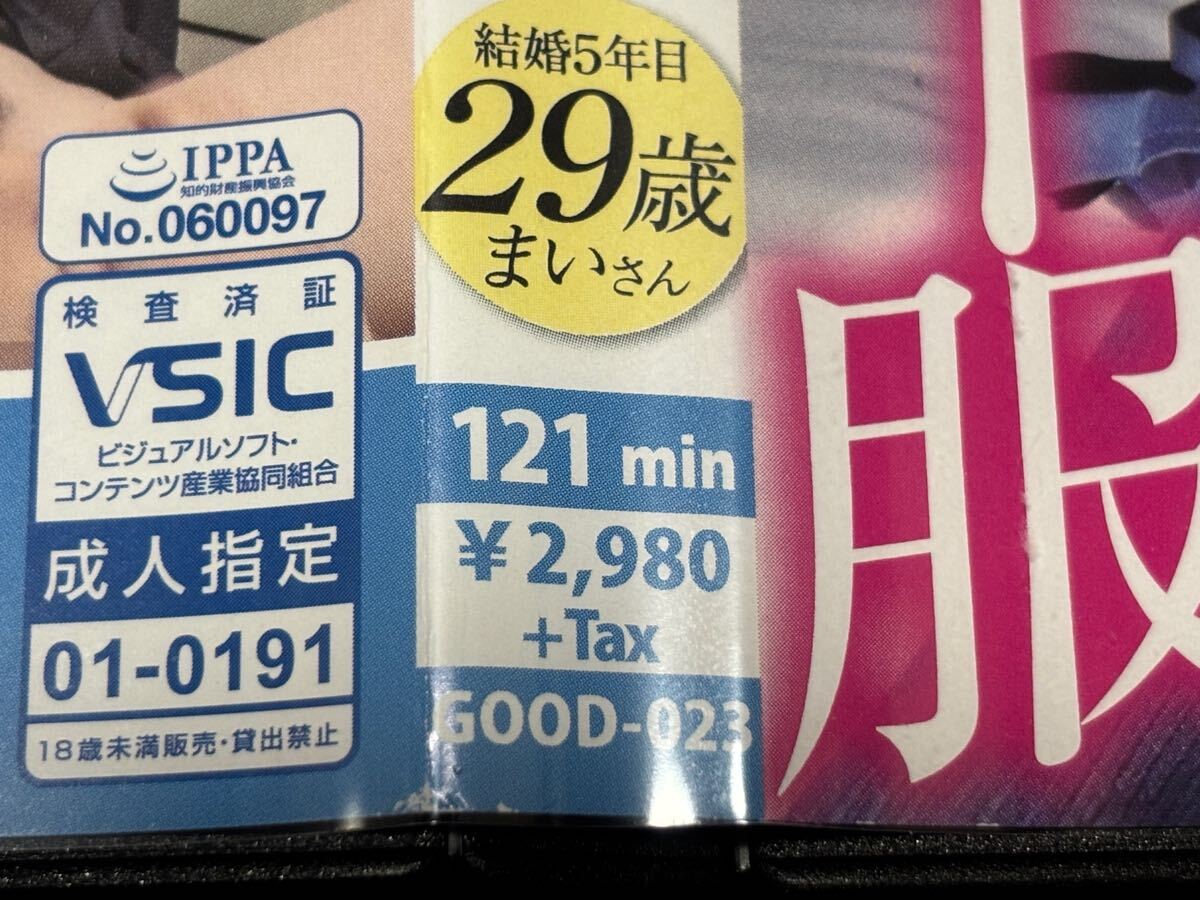 IPPA
知的財産振興協会
No.060097
検査済証
VSIC
ビジュアルソフト・
コンテンツ産業協同組合
成人指定
01-0191
18歳未満販売・貸出禁止
結婚5年目
29歳
まいさん
121 min
¥2,980
+Tax
GOOD-023
服